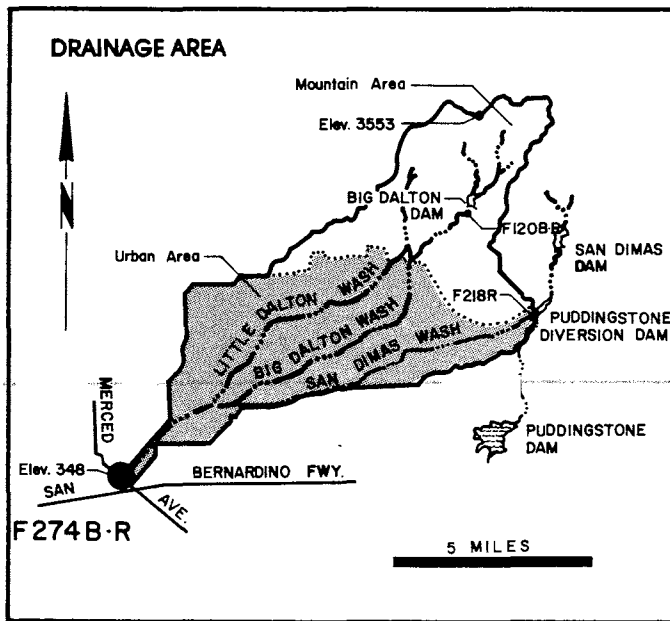 DRAINAGE AREA
Mountain Area
Elev. 3553
N
BIG DALTON
DAM
F120B-R
SAN DIMAS
DAM
Urban Area
F218R
PUDDINGSTONE
DIVERSION DAM
LITTLE DALTON WASH
BIG DALTON WASH
SAN DIMAS WASH
MERCED
AVE.
PUDDINGSTONE
DAM
Elev. 348
SAN BERNARDINO FWY.
F274B-R
5 MILES